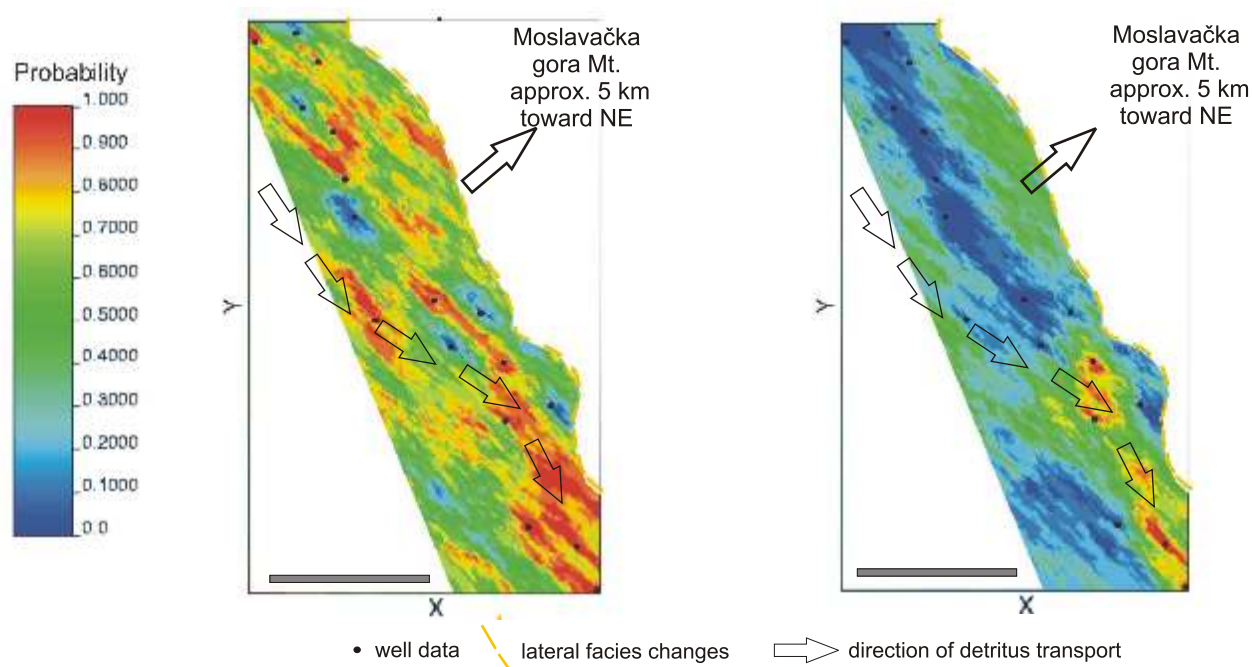 Probability
1.000
0.900
0.8000
0.7000
0.6000
0.5000
0.4000
0.3000
0.2000
0.1000
0.0
Moslavačka
gora Mt.
approx. 5 km
toward NE
Y
X
Moslavačka
gora Mt.
approx. 5 km
toward NE
Y
X
well data
lateral facies changes
direction of detritus transport